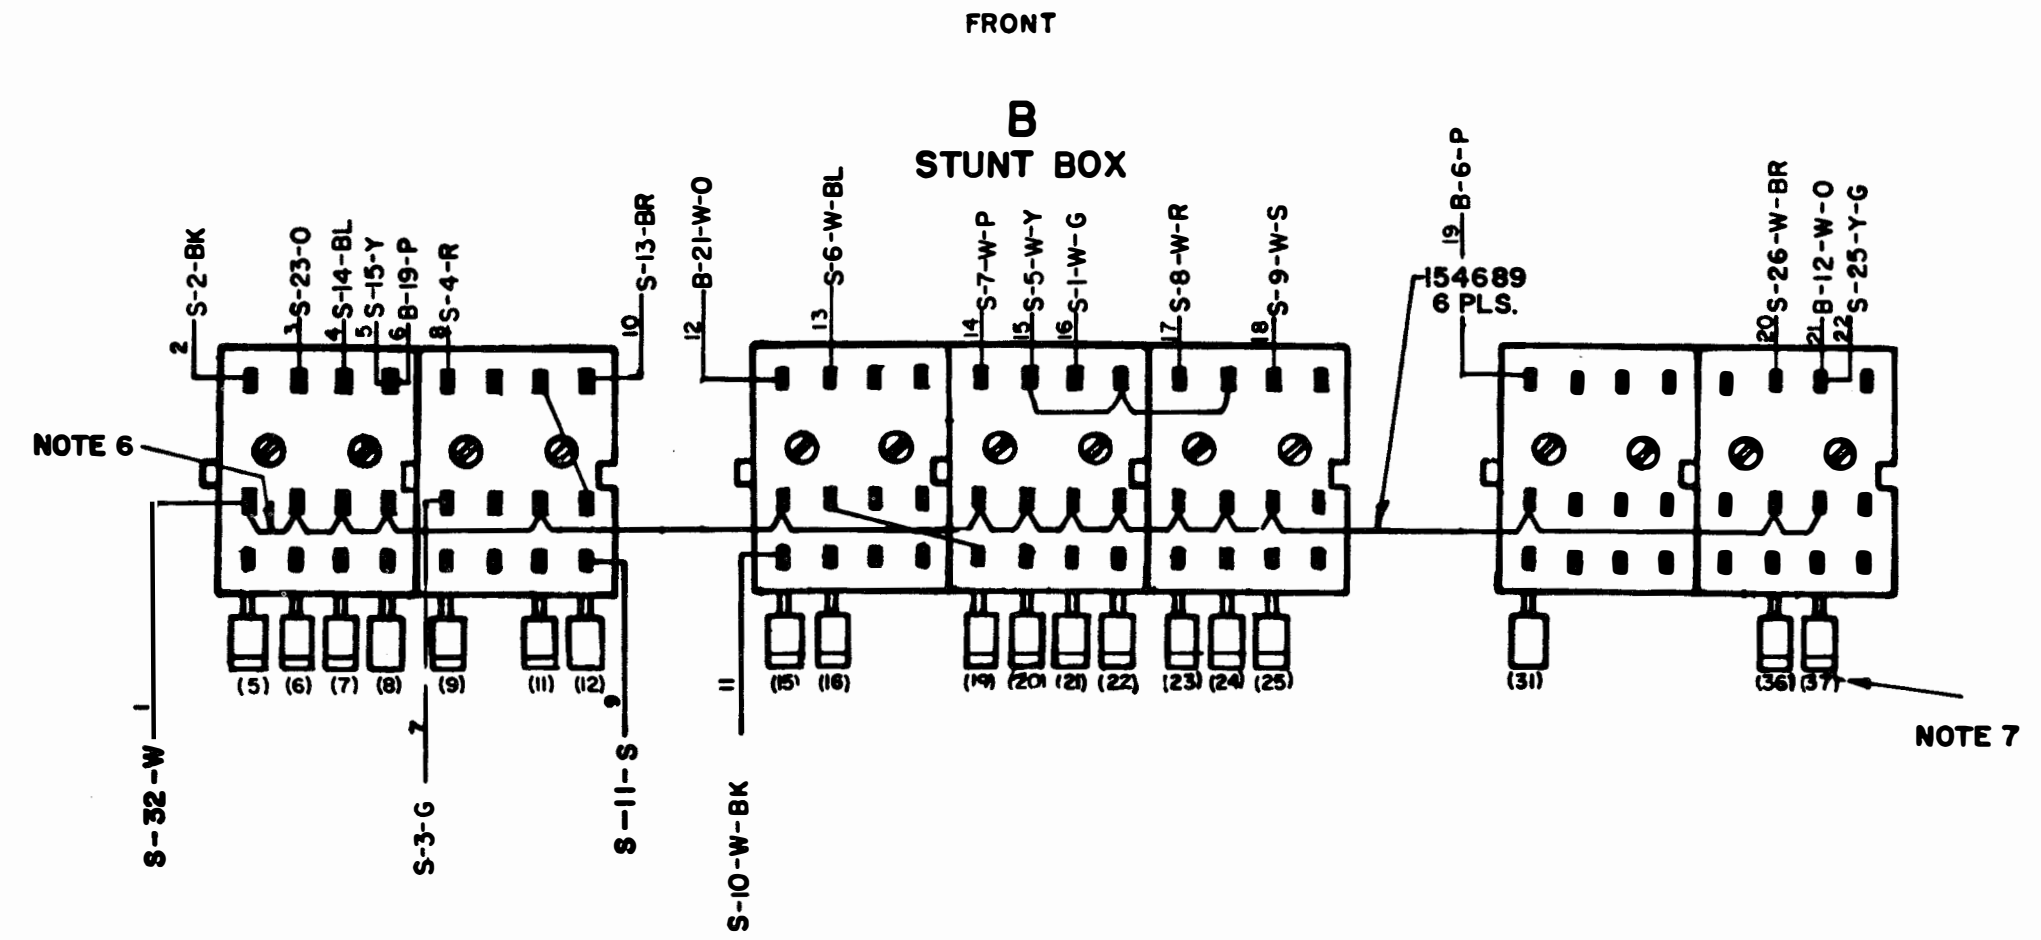 FRONT
B
STUNT BOX
2 S-2-BK
3 S-23-O
4 S-14-BL
5 S-15-Y
6 B-19-P
8 S-4-R
10 S-13-BR
12 B-21-W-O
13 S-6-W-BL
14 S-7-W-P
15 S-5-W-Y
16 S-1-W-G
17 S-8-W-R
18 S-9-W-S
19 B-6-P
154689
6 PLS.
20 S-26-W-BR
21 B-12-W-O
22 S-25-Y-G
NOTE 6
(5) (6) (7) (8) (9) (11) (12) (15) (16) (19) (20) (21) (22) (23) (24) (25) (31) (36) (37)
NOTE 7
1 S-32-W
7 S-3-G
9 S-11-S
11 S-10-W-BK